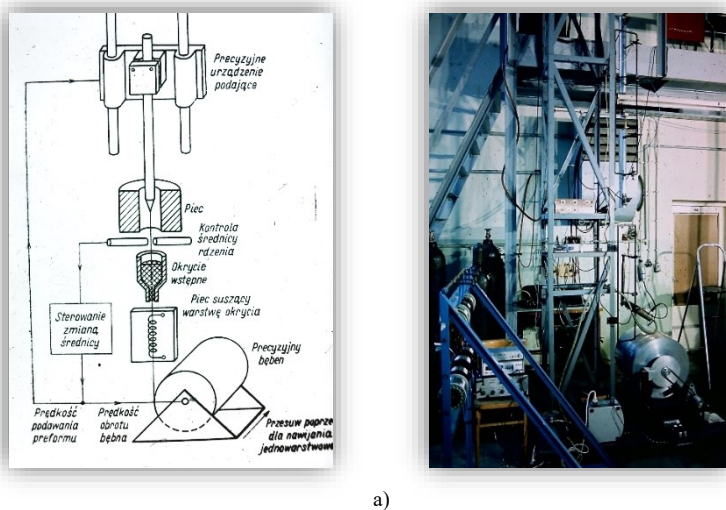 Precyzyjne
urządzenie
podające
Piec
Kontrola
średnicy
rdzenia
Okrycie
wstępne
Piec suszący
warstwę okrycia
Sterowanie
zmianą
średnicy
Precyzyjny
bęben
Prędkość
podawania
preformu
Prędkość
obrotu
bębna
Przesuw poprze
dla nawijania
jednowarstwowe
a)